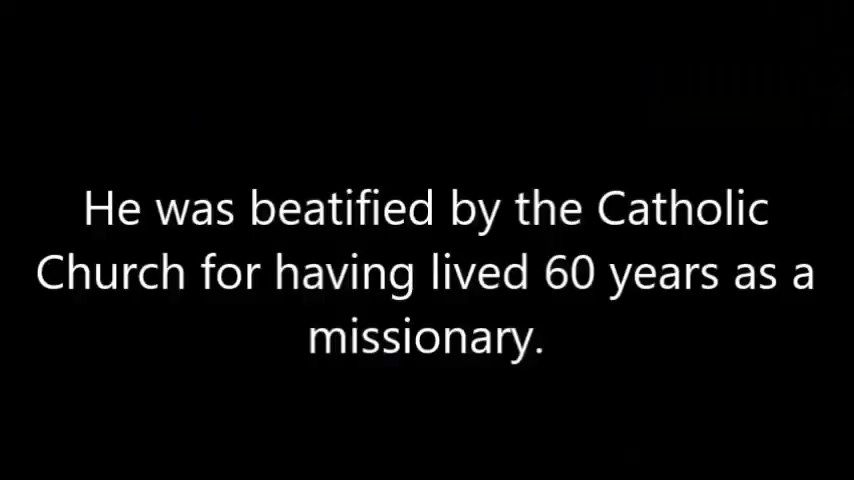 He was beatified by the Catholic
Church for having lived 60 years as a
missionary.